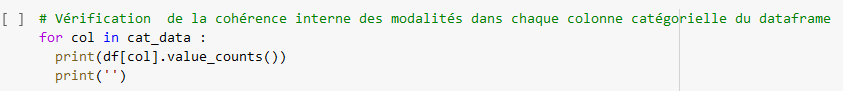 [ ] # Vérification  de la cohérence interne des modalités dans chaque colonne catégorielle du dataframe
for col in cat_data :
  print(df[col].value_counts())
  print('')